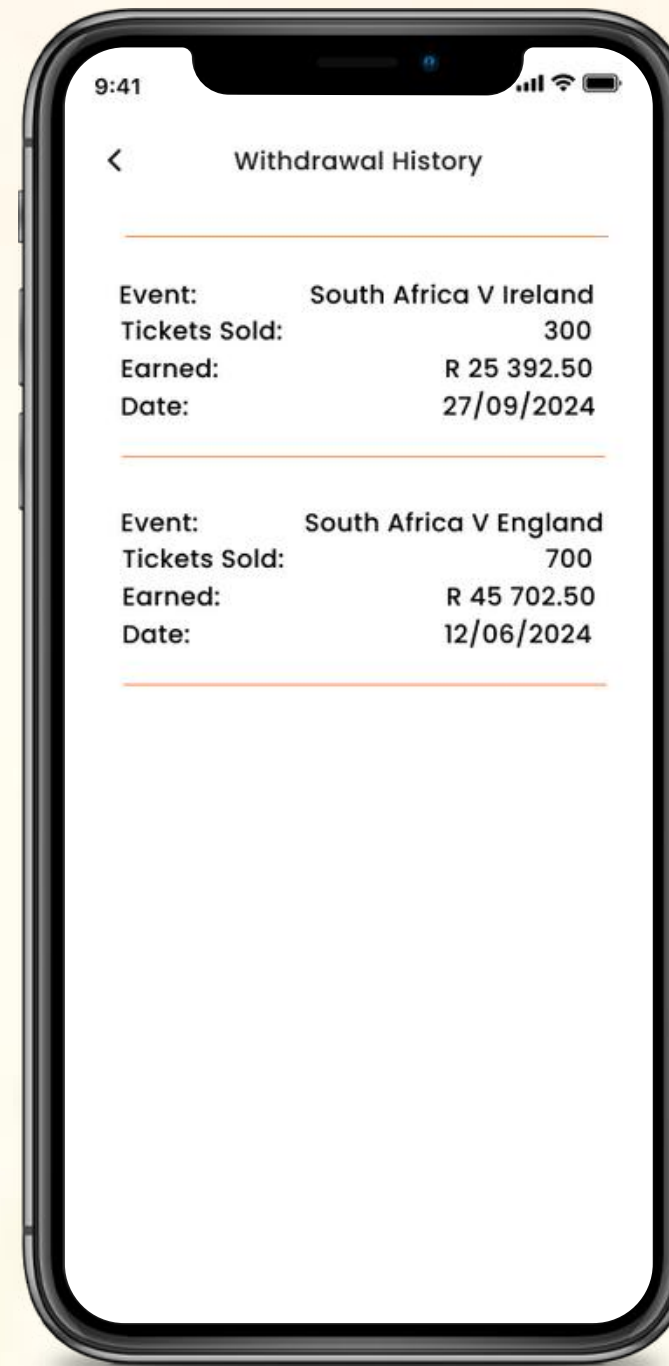 9:41
Withdrawal History
Event: South Africa V Ireland
Tickets Sold: 300
Earned: R 25 392.50
Date: 27/09/2024
Event: South Africa V England
Tickets Sold: 700
Earned: R 45 702.50
Date: 12/06/2024